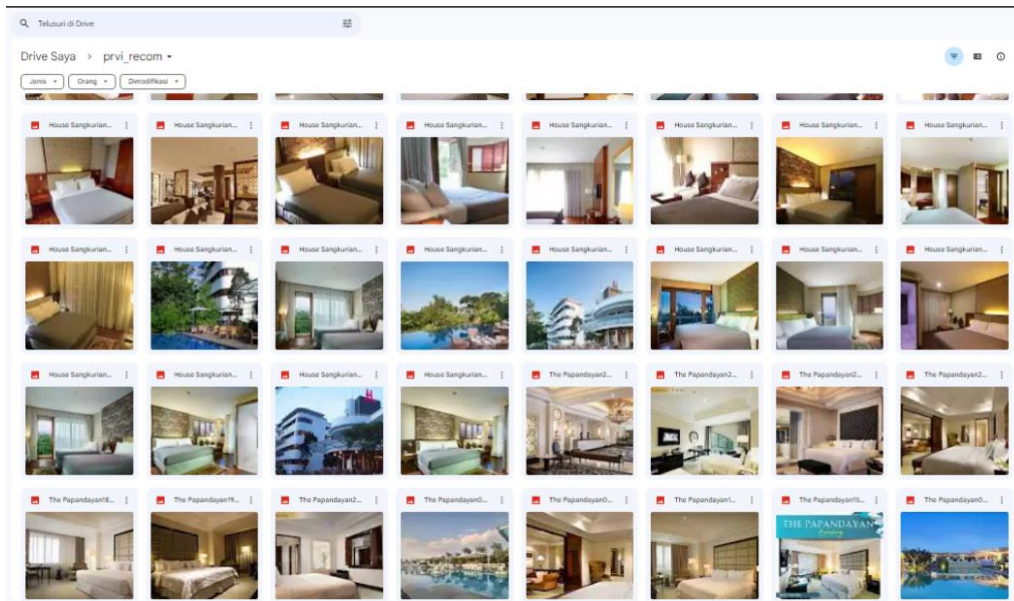 Telusuri di Drive
Drive Saya > prvi_recom
Jenis Orang Dimodifikasi
House Sangkurian... House Sangkurian... House Sangkurian... House Sangkurian... House Sangkurian... House Sangkurian... House Sangkurian... House Sangkurian...
House Sangkurian... House Sangkurian... House Sangkurian... House Sangkurian... House Sangkurian... House Sangkurian... House Sangkurian... House Sangkurian...
House Sangkurian... House Sangkurian... House Sangkurian... House Sangkurian... The Papandayan2... The Papandayan2... The Papandayan2... The Papandayan2...
The Papandayan18... The Papandayan19... The Papandayan2... The Papandayan0... The Papandayan0... The Papandayan1... The Papandayan15... The Papandayan0...
THE PAPANDAYAN
Bandung